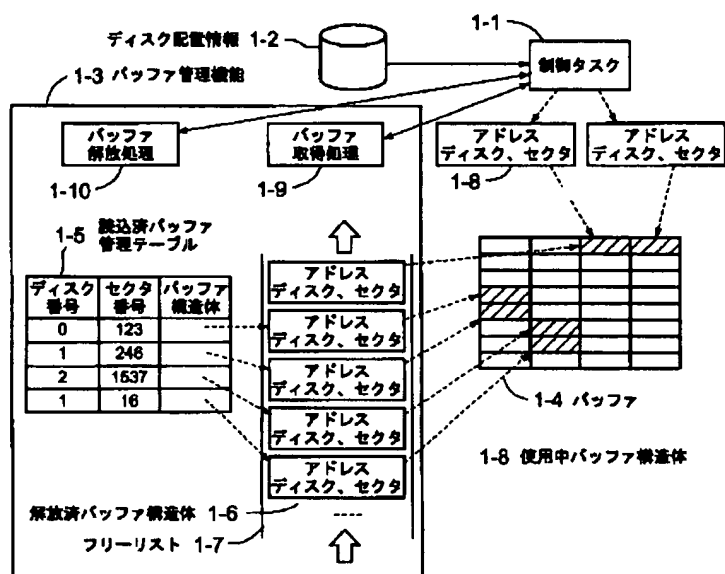 ディスク配置情報 1-2
1-1
制御タスク
1-3 バッファ管理機能
バッファ
解放処理
1-10
バッファ
取得処理
1-9
アドレス
ディスク、セクタ
アドレス
ディスク、セクタ
1-8
1-5 読込済バッファ
管理テーブル
ディスク
番号
セクタ
番号
バッファ
構造体
0 123
1 246
2 1537
1 16
アドレス
ディスク、セクタ
アドレス
ディスク、セクタ
アドレス
ディスク、セクタ
アドレス
ディスク、セクタ
アドレス
ディスク、セクタ
1-4 バッファ
1-8 使用中バッファ構造体
解放済バッファ構造体 1-6
フリーリスト 1-7